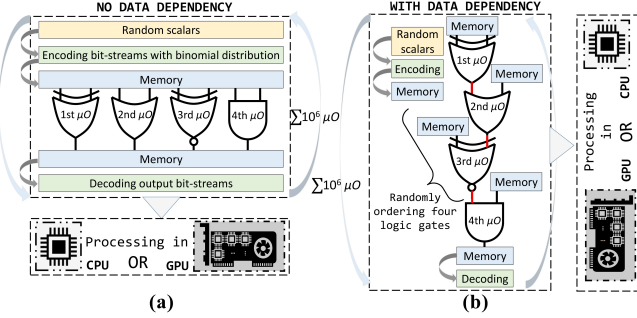 NO DATA DEPENDENCY
Random scalars
Encoding bit-streams with binomial distribution
Memory
1st μO
2nd μO
3rd μO
4th μO
Memory
Decoding output bit-streams
∑10⁶ μO
Processing in
CPU OR GPU
(a)
WITH DATA DEPENDENCY
Random
scalars
Encoding
Memory
Memory
1st μO
Memory
2nd μO
Memory
3rd μO
Memory
4th μO
Memory
Decoding
Randomly
ordering four
logic gates
∑10⁶ μO
Processing
in
GPU OR CPU
(b)